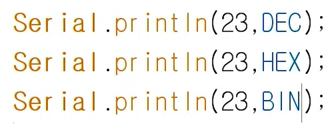 Serial.println(23,DEC);
Serial.println(23,HEX);
Serial.println(23,BIN);